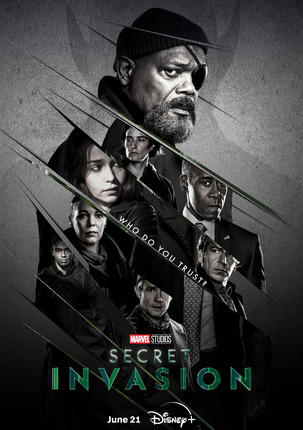 WHO DO YOU TRUST?
MARVEL STUDIOS
SECRET
INVASION
June 21 Disney+